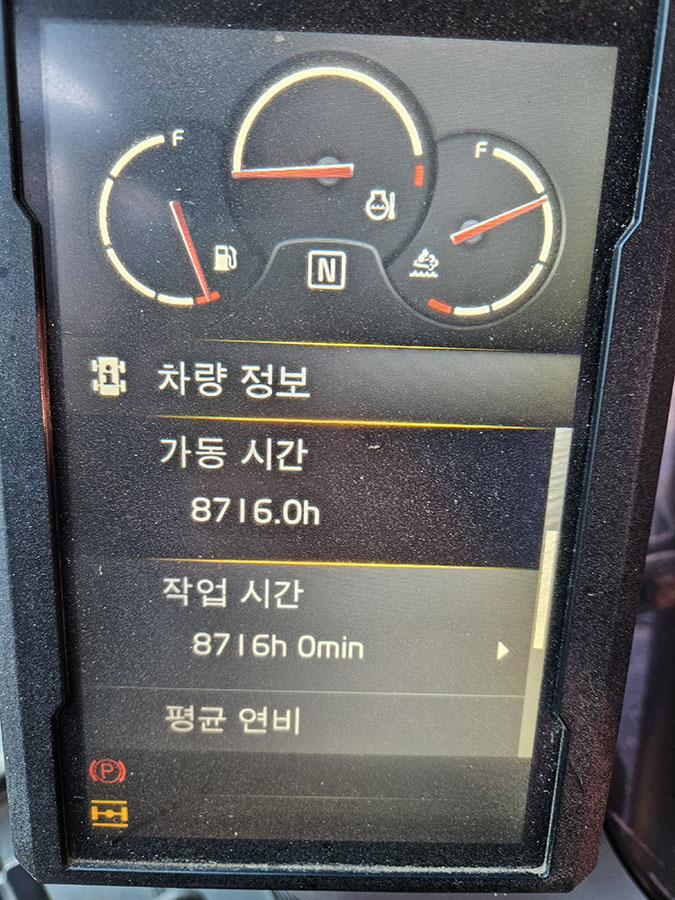 F
F
N
차량 정보
가동 시간
8716.0h
작업 시간
8716h 0min
평균 연비
P